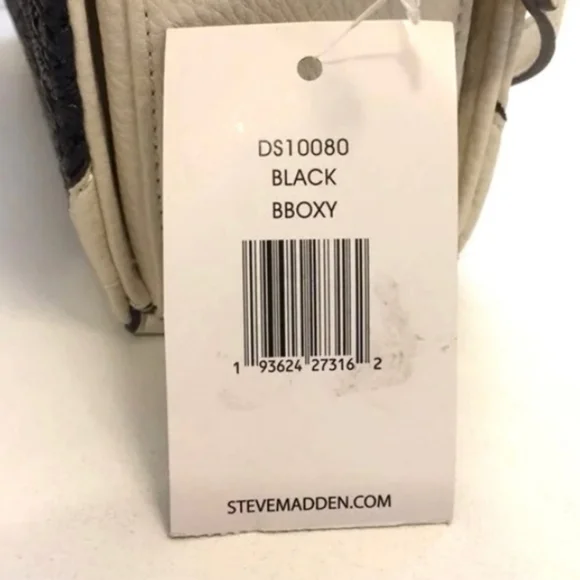 DS10080
BLACK
BBOXY
1 93624 27316 2
STEVEMADDEN.COM